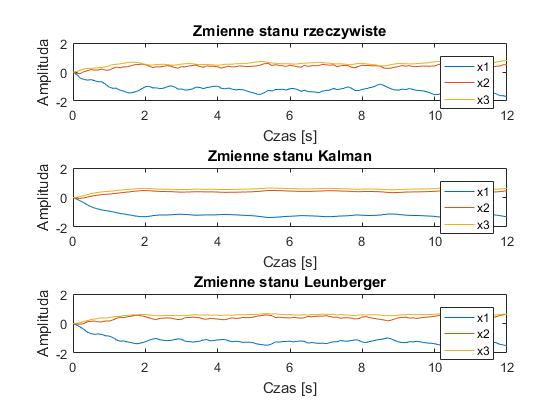 Zmienne stanu rzeczywiste
Amplituda
2
0
-2
x1
x2
x3
0 2 4 6 8 10 12
Czas [s]
Zmienne stanu Kalman
Amplituda
2
0
-2
x1
x2
x3
0 2 4 6 8 10 12
Czas [s]
Zmienne stanu Leunberger
Amplituda
2
0
-2
x1
x2
x3
0 2 4 6 8 10 12
Czas [s]